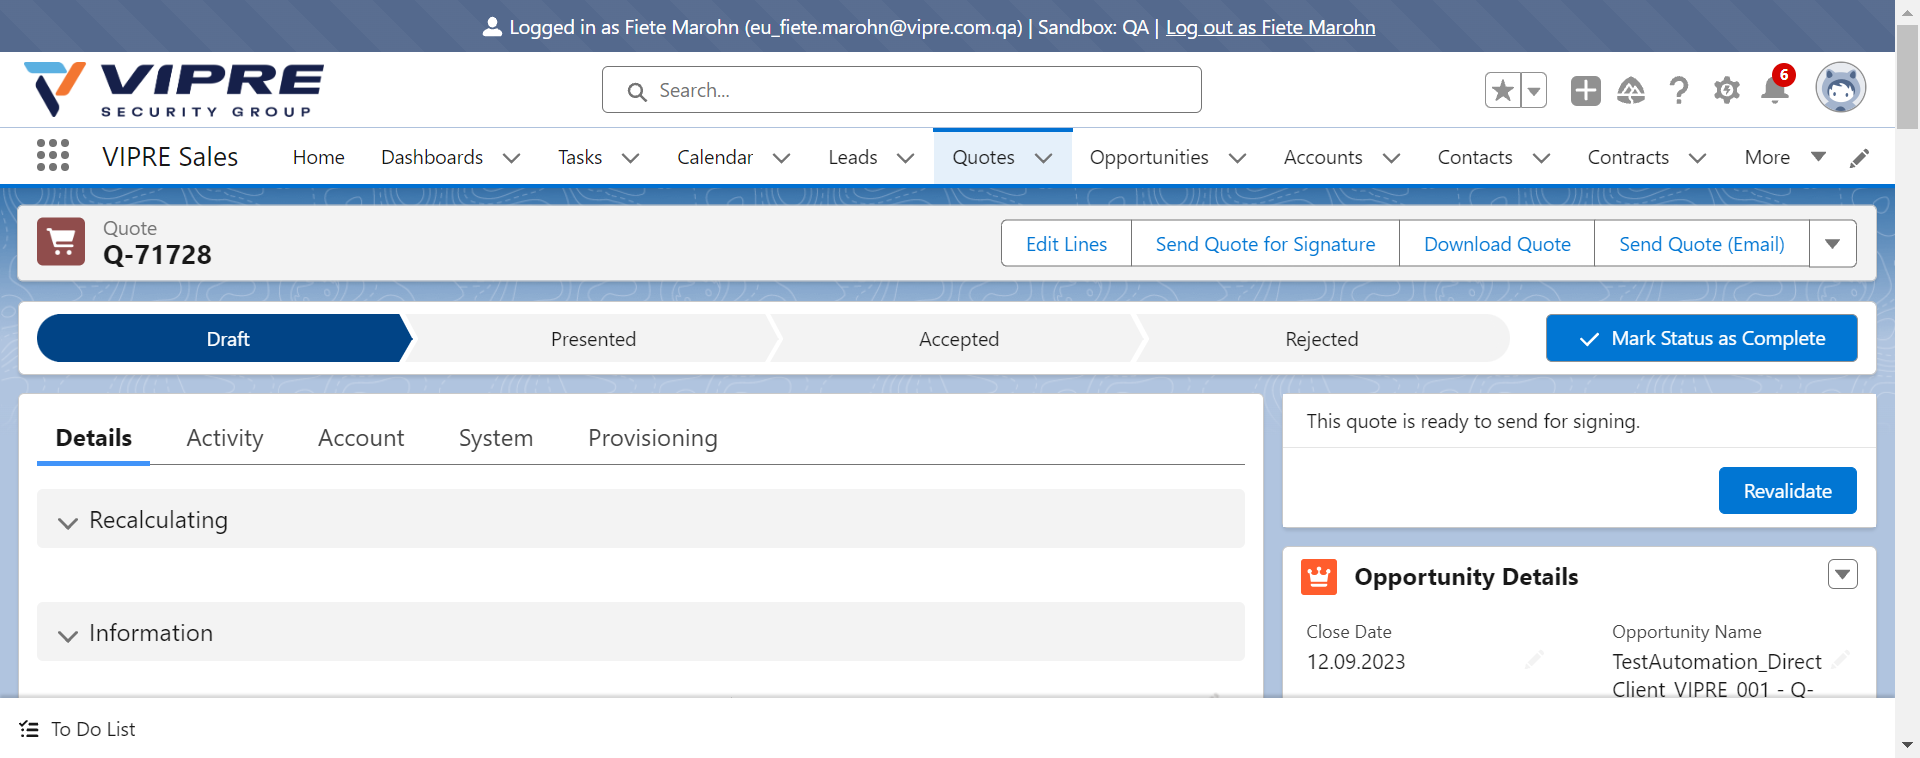 Logged in as Fiete Marohn (eu_fiete.marohn@vipre.com.qa) | Sandbox: QA | Log out as Fiete Marohn
VIPRE
SECURITY GROUP
Search...
6
VIPRE Sales Home Dashboards Tasks Calendar Leads Quotes Opportunities Accounts Contacts Contracts More
Quote
Q-71728
Edit Lines Send Quote for Signature Download Quote Send Quote (Email)
Draft Presented Accepted Rejected Mark Status as Complete
Details Activity Account System Provisioning
Recalculating
Information
This quote is ready to send for signing.
Revalidate
Opportunity Details
Close Date
12.09.2023
Opportunity Name
TestAutomation_Direct
Client_VIPRE_001 - Q-
To Do List